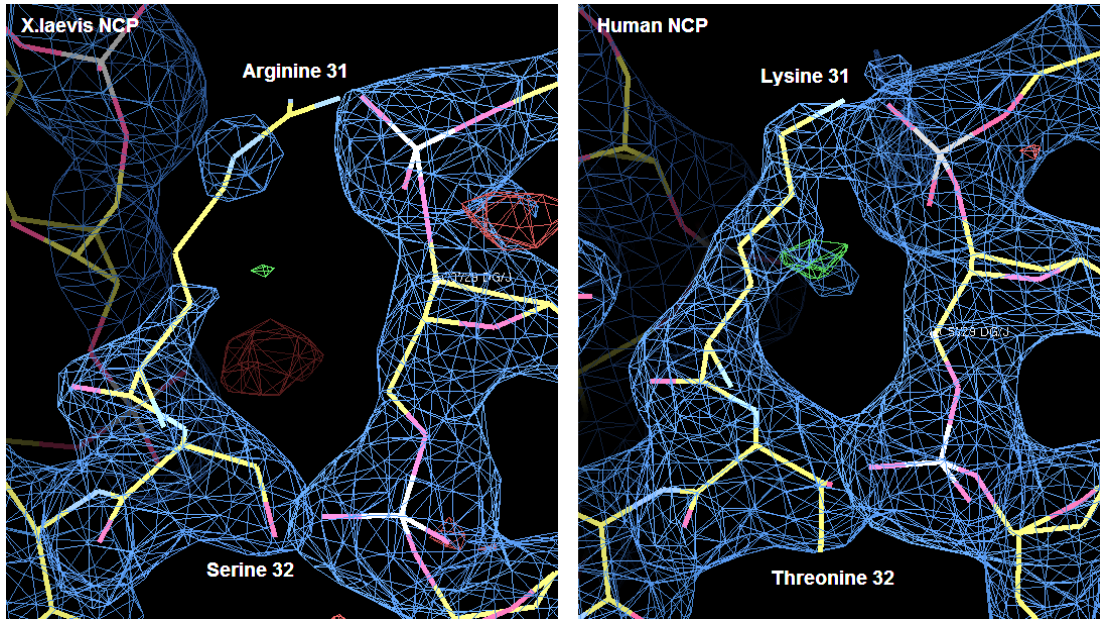 X.laevis NCP
Arginine 31
Serine 32
Human NCP
Lysine 31
Threonine 32